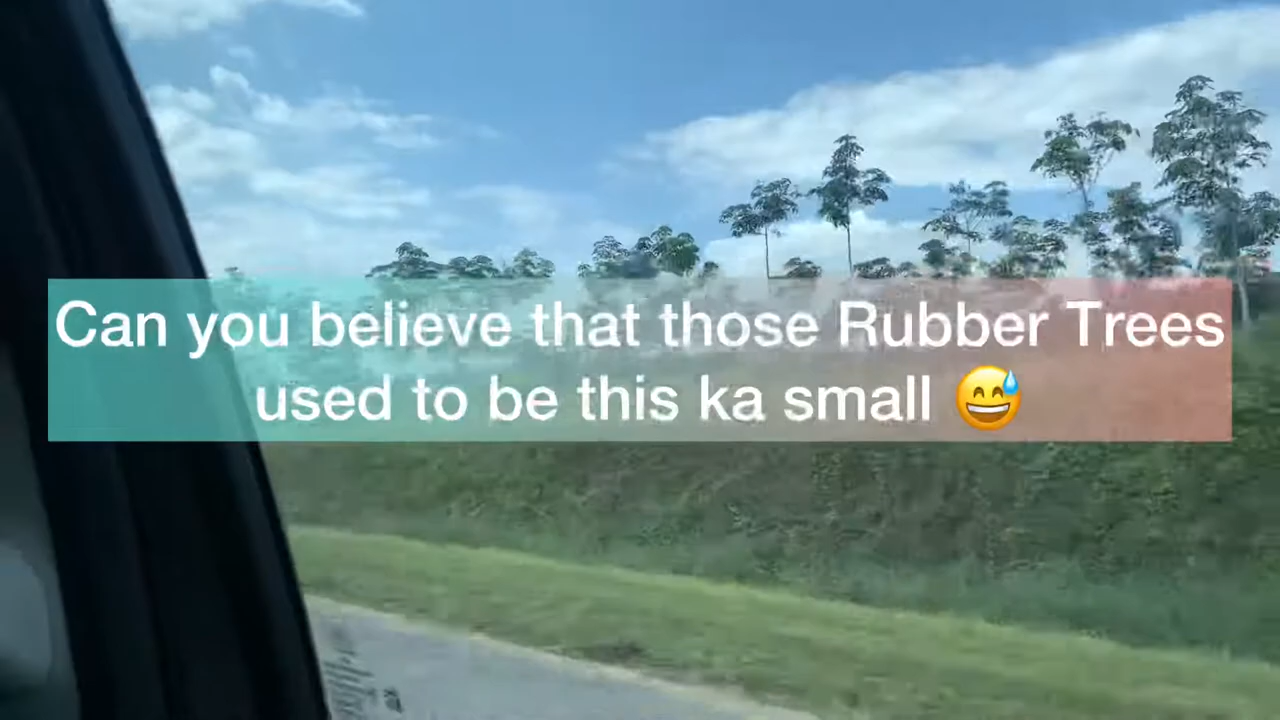 Can you believe that those Rubber Trees
used to be this ka small 😅